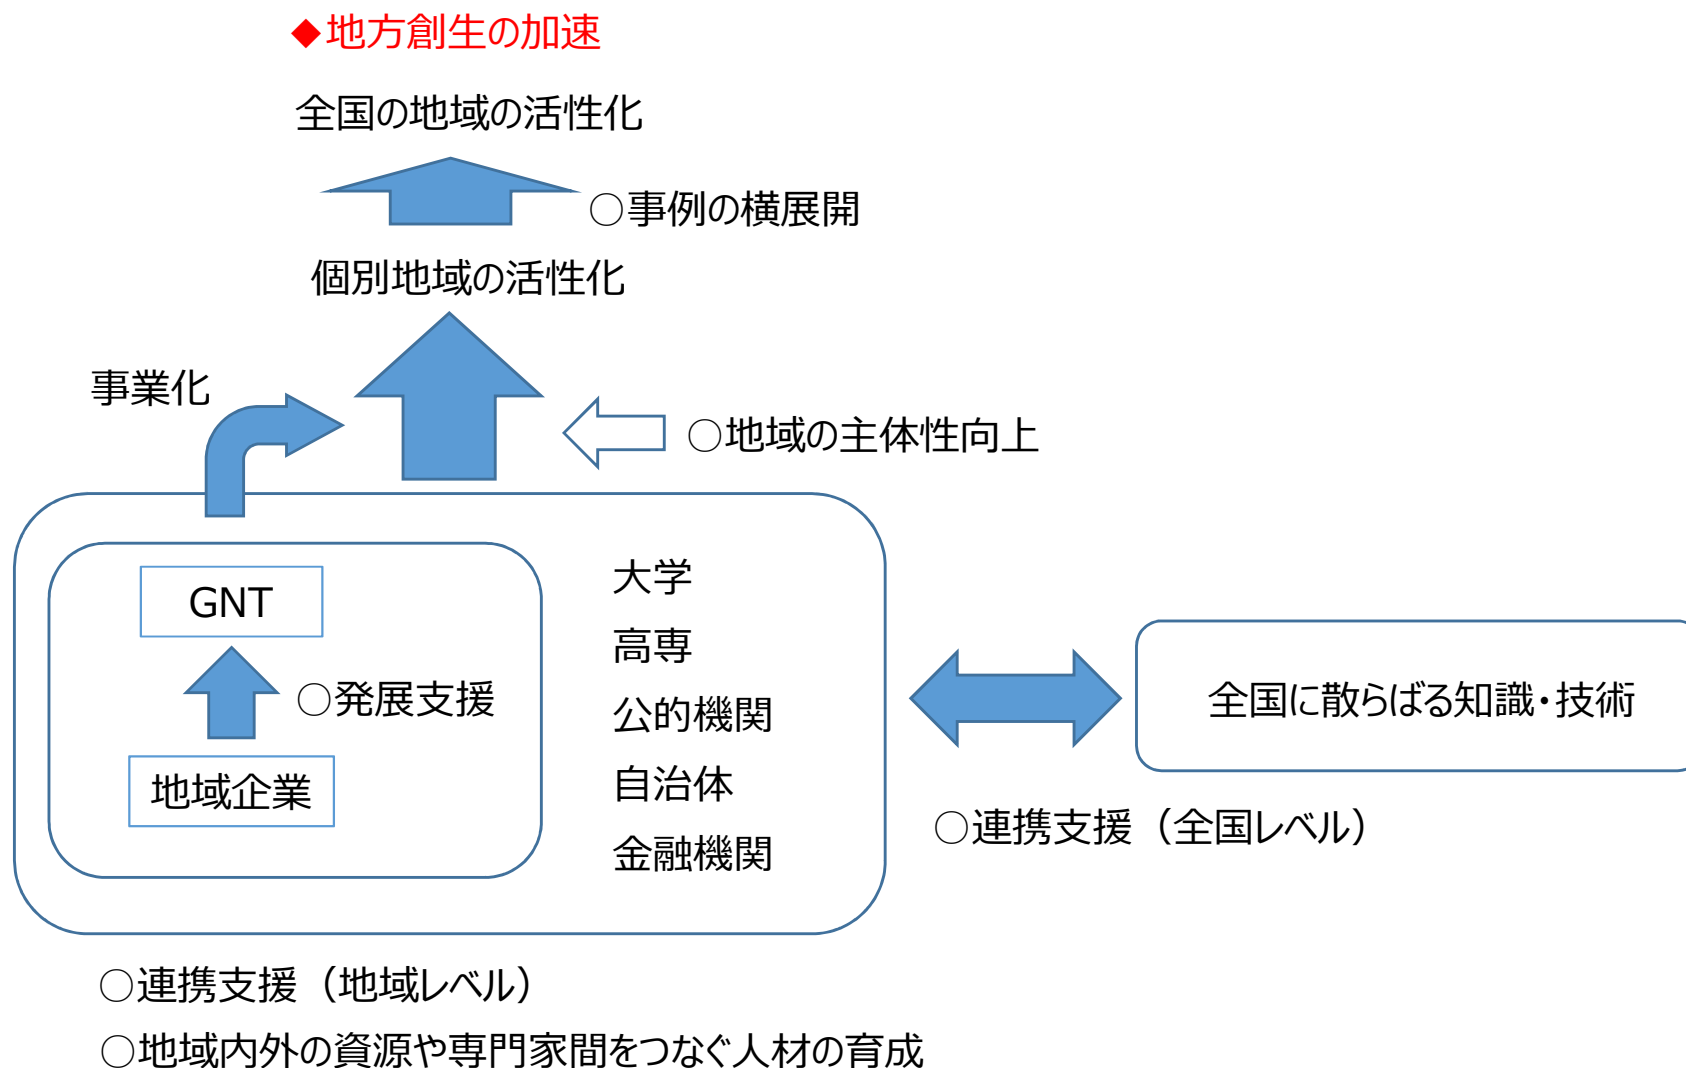 ◆地方創生の加速
全国の地域の活性化
○事例の横展開
個別地域の活性化
事業化
○地域の主体性向上
GNT
○発展支援
地域企業
大学
高専
公的機関
自治体
金融機関
全国に散らばる知識・技術
○連携支援（全国レベル）
○連携支援（地域レベル）
○地域内外の資源や専門家間をつなぐ人材の育成